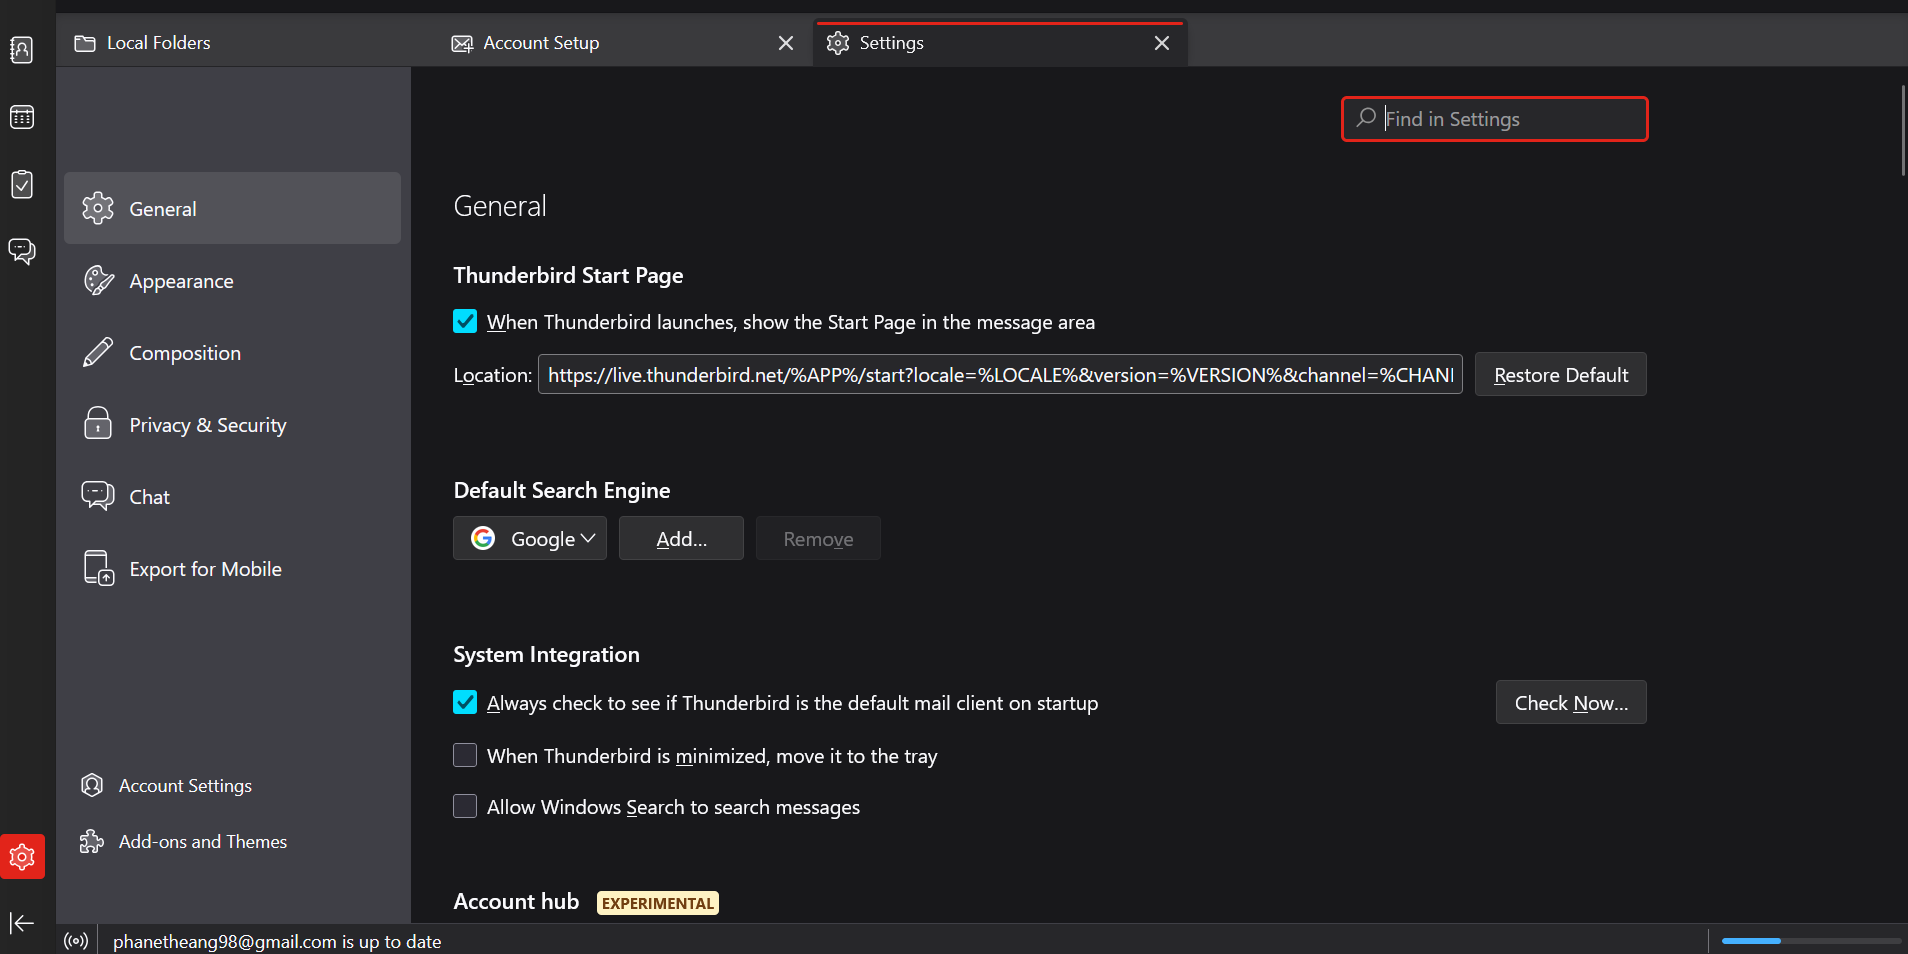 Local Folders
Account Setup
Settings
Find in Settings
General
Appearance
Composition
Privacy & Security
Chat
Export for Mobile
Account Settings
Add-ons and Themes
General
Thunderbird Start Page
When Thunderbird launches, show the Start Page in the message area
Location: https://live.thunderbird.net/%APP%/start?locale=%LOCALE%&version=%VERSION%&channel=%CHAN Restore Default
Default Search Engine
Google Add... Remove
System Integration
Always check to see if Thunderbird is the default mail client on startup Check Now...
When Thunderbird is minimized, move it to the tray
Allow Windows Search to search messages
Account hub EXPERIMENTAL
phanetheang98@gmail.com is up to date